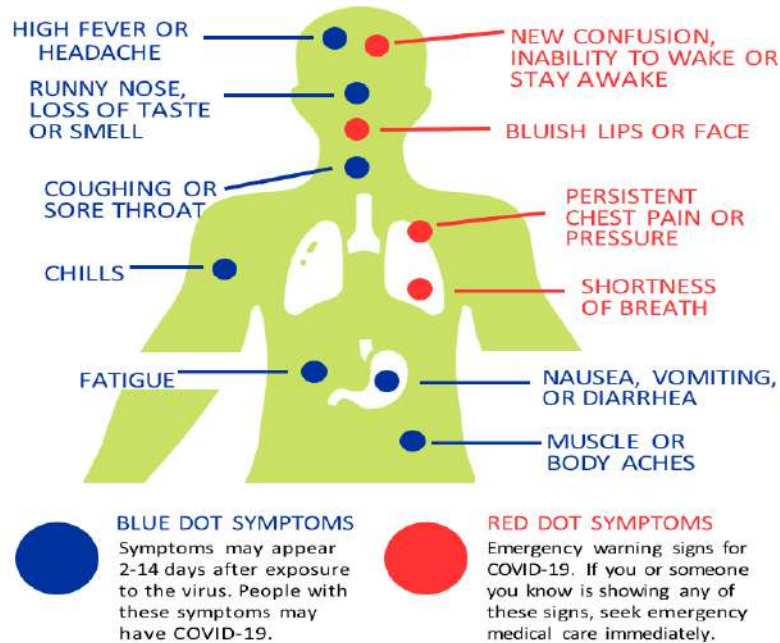 HIGH FEVER OR
HEADACHE
RUNNY NOSE,
LOSS OF TASTE
OR SMELL
COUGHING OR
SORE THROAT
CHILLS
FATIGUE
NEW CONFUSION,
INABILITY TO WAKE OR
STAY AWAKE
BLUISH LIPS OR FACE
PERSISTENT
CHEST PAIN OR
PRESSURE
SHORTNESS
OF BREATH
NAUSEA, VOMITING,
OR DIARRHEA
MUSCLE OR
BODY ACHES
BLUE DOT SYMPTOMS
Symptoms may appear
2-14 days after exposure
to the virus. People with
these symptoms may
have COVID-19.
RED DOT SYMPTOMS
Emergency warning signs for
COVID-19. If you or someone
you know is showing any of
these signs, seek emergency
medical care immediately.